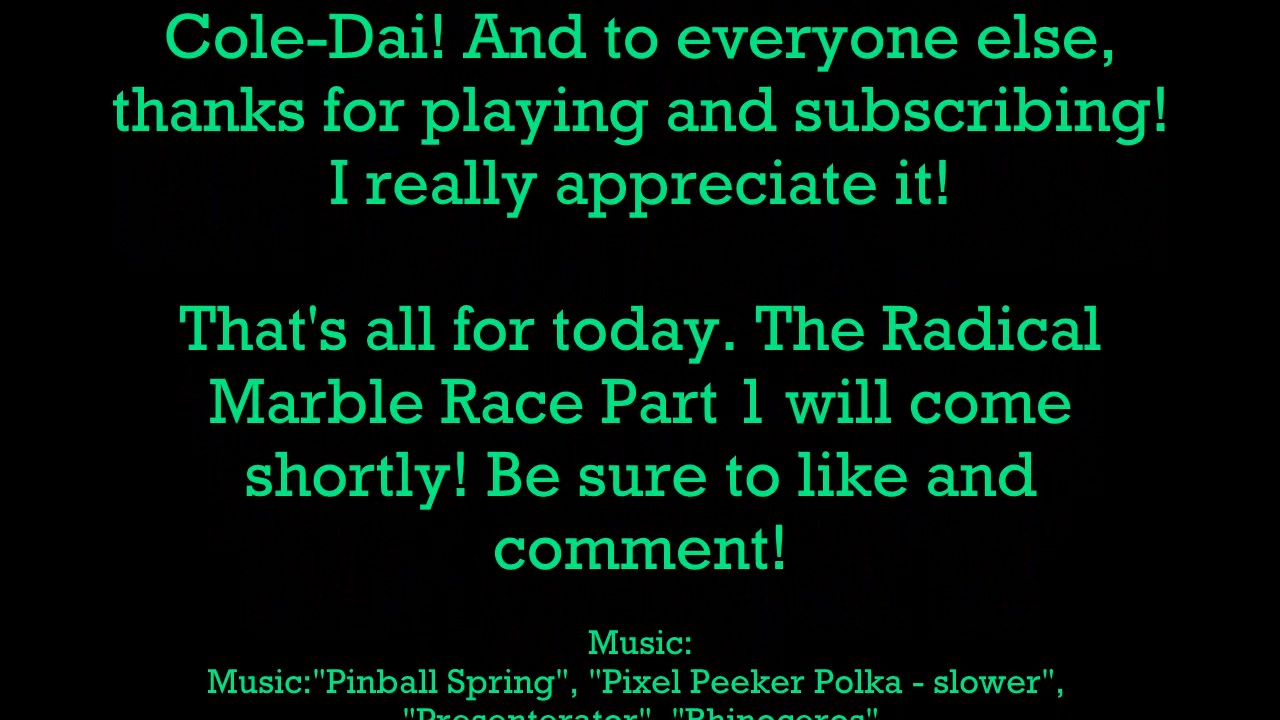 Cole-Dai! And to everyone else,
thanks for playing and subscribing!
I really appreciate it!
That's all for today. The Radical
Marble Race Part 1 will come
shortly! Be sure to like and
comment!
Music:
Music:"Pinball Spring", "Pixel Peeker Polka - slower",
"Presenterator", "Rhinoceros"